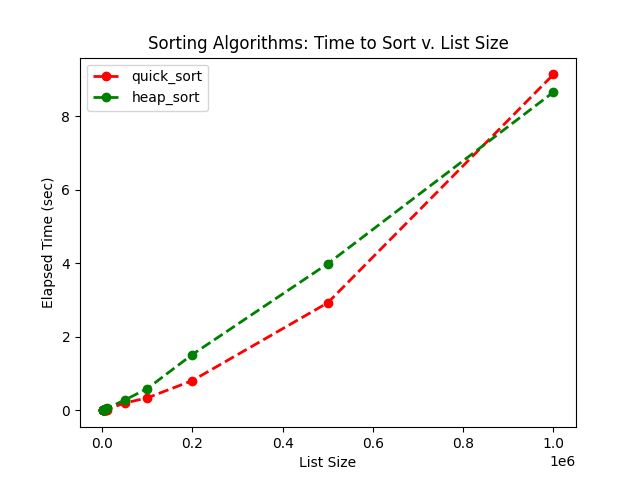 Sorting Algorithms: Time to Sort v. List Size
quick_sort
heap_sort
8
6
4
2
0
Elapsed Time (sec)
0.0 0.2 0.4 0.6 0.8 1.0
1e6
List Size